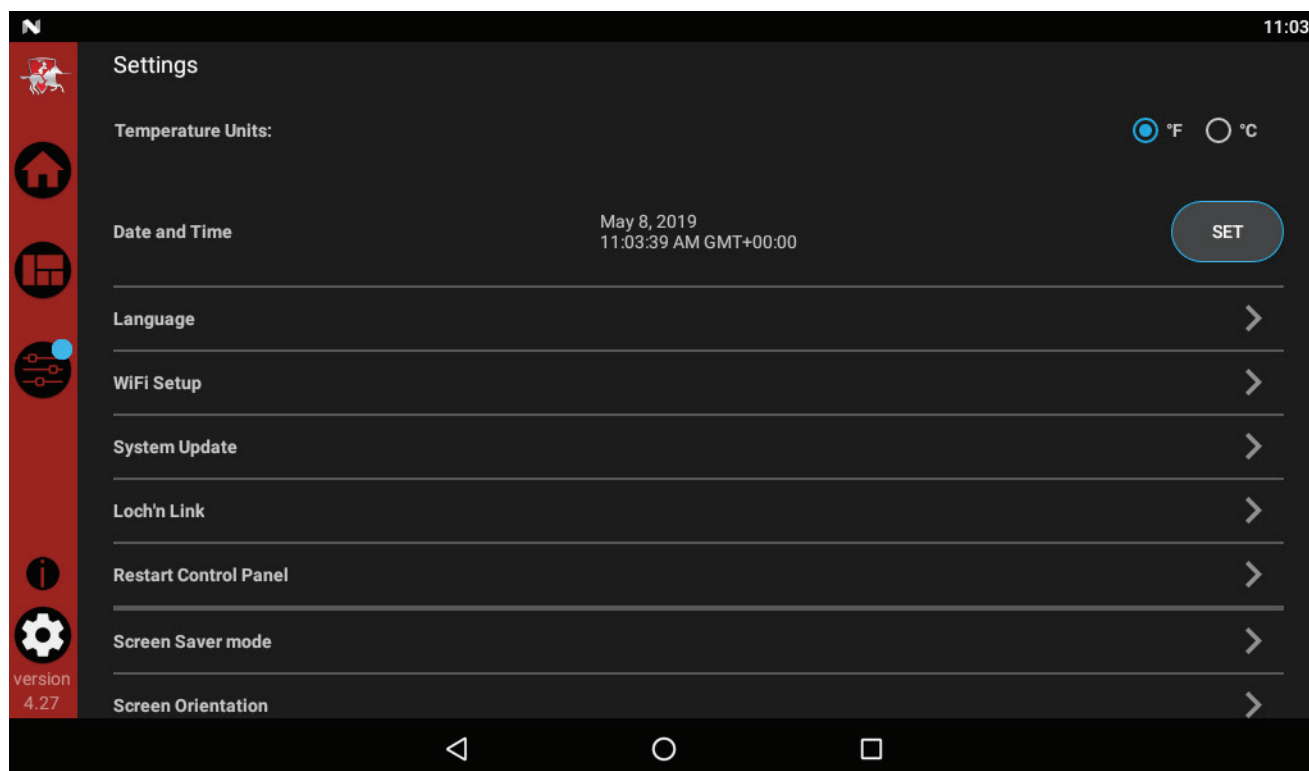 11:03
Settings
Temperature Units:
°F
°C
Date and Time
May 8, 2019
11:03:39 AM GMT+00:00
SET
Language
WiFi Setup
System Update
Loch'n Link
Restart Control Panel
Screen Saver mode
Screen Orientation
version
4.27